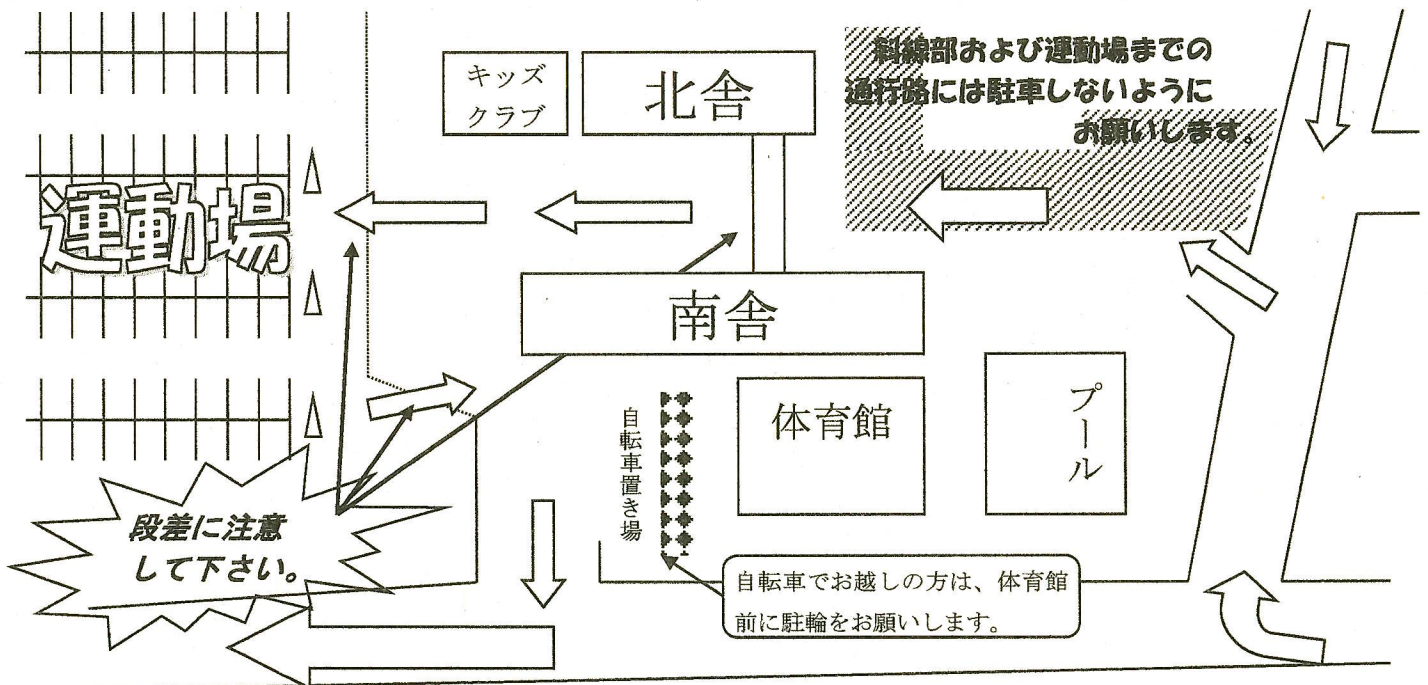 斜線部および運動場までの
通行路には駐車しないように
お願いします。
キッズ
クラブ
北舎
運動場
南舎
自転車置き場
体育館
プール
段差に注意
して下さい。
自転車でお越しの方は、体育館
前に駐輪をお願いします。